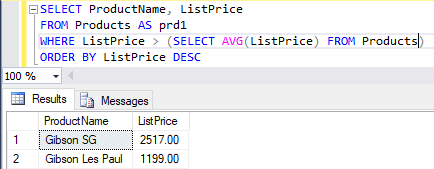 SELECT ProductName, ListPrice
FROM Products AS prd1
WHERE ListPrice > (SELECT AVG(ListPrice) FROM Products)
ORDER BY ListPrice DESC
100 %
Results Messages
ProductName ListPrice
1 Gibson SG 2517.00
2 Gibson Les Paul 1199.00